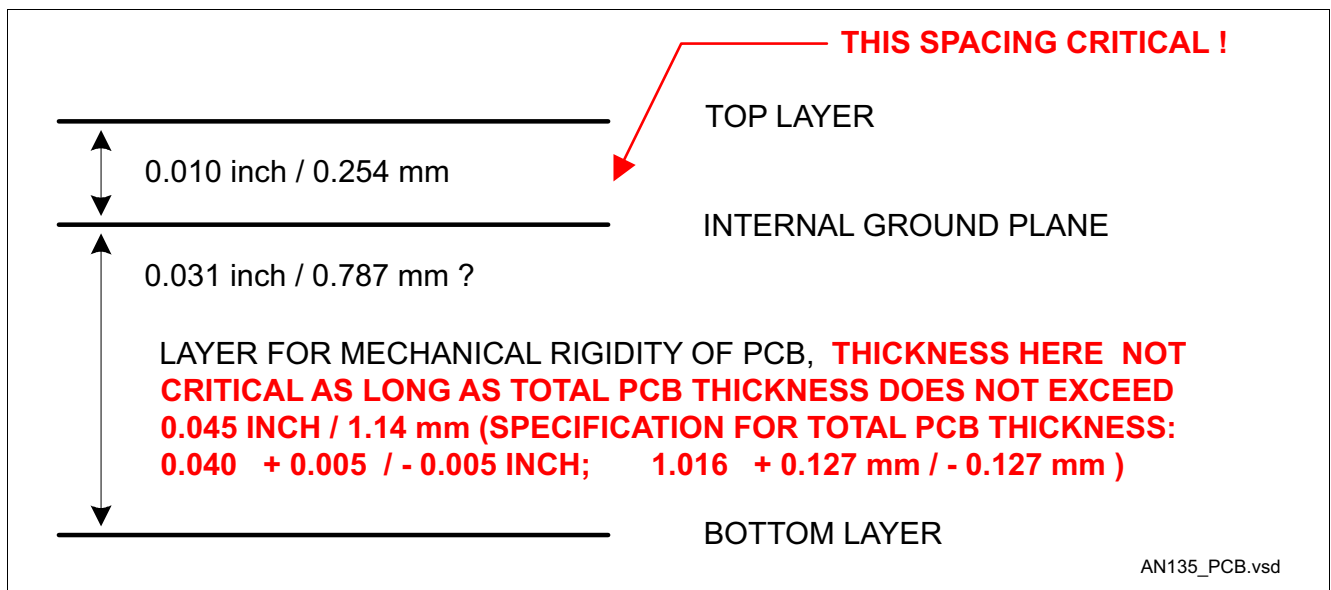 THIS SPACING CRITICAL !
TOP LAYER
0.010 inch / 0.254 mm
INTERNAL GROUND PLANE
0.031 inch / 0.787 mm ?
LAYER FOR MECHANICAL RIGIDITY OF PCB, THICKNESS HERE NOT
CRITICAL AS LONG AS TOTAL PCB THICKNESS DOES NOT EXCEED
0.045 INCH / 1.14 mm (SPECIFICATION FOR TOTAL PCB THICKNESS:
0.040 + 0.005 / - 0.005 INCH; 1.016 + 0.127 mm / - 0.127 mm )
BOTTOM LAYER
AN135_PCB.vsd